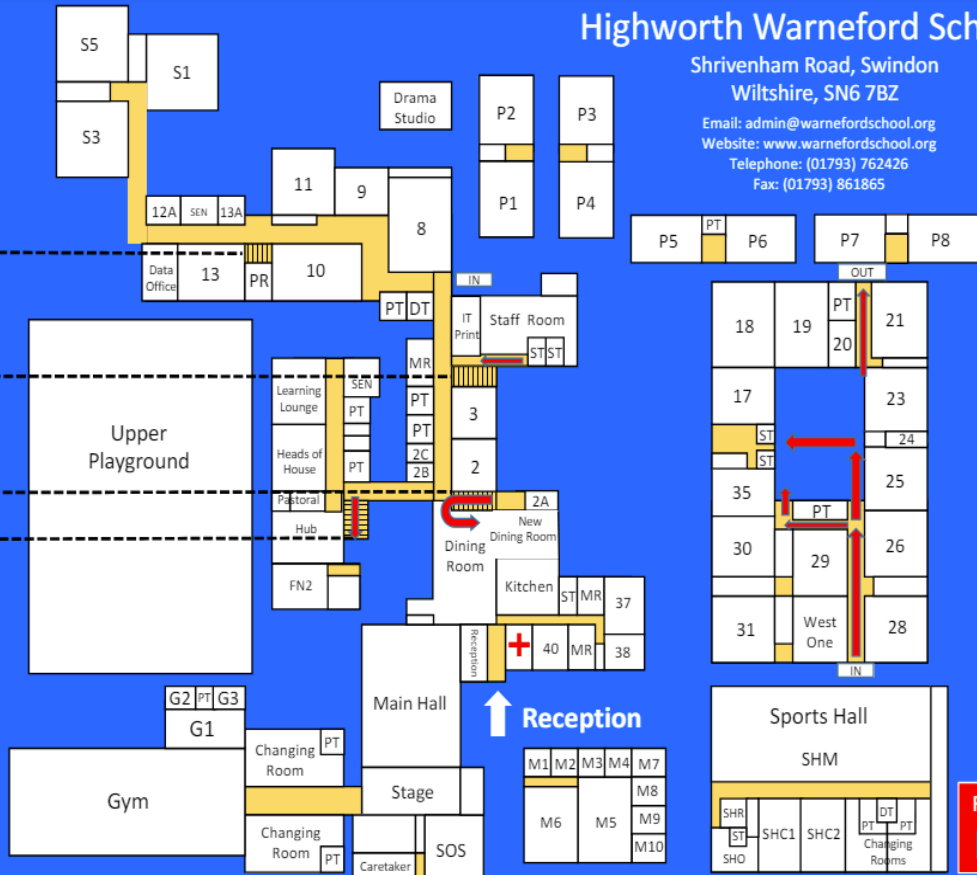 Highworth Warneford Sch
Shrivenham Road, Swindon
Wiltshire, SN6 7BZ
Email: admin@warnefordschool.org
Website: www.warnefordschool.org
Telephone: (01793) 762426
Fax: (01793) 861865
S5
S1
S3
Drama
Studio
P2
P3
P1
P4
11
9
8
12A
SEN
13A
Data
Office
13
PR
10
P5
PT
P6
P7
P8
OUT
IN
PT
DT
IT
Print
Staff Room
ST
ST
MR
PT
PT
2C
2B
3
2
2A
Learning
Lounge
SEN
PT
Heads of
House
PT
Pastoral
Hub
FN2
Upper
Playground
New
Dining Room
Dining
Room
Kitchen
ST
MR
37
38
Reception
40
MR
Reception
18
19
PT
20
21
17
23
24
ST
ST
25
35
PT
26
30
29
31
West
One
28
IN
Main Hall
Stage
G2
PT
G3
G1
Gym
Changing
Room
PT
Changing
Room
PT
Caretaker
SOS
M1
M2
M3
M4
M7
M8
M9
M10
M6
M5
Sports Hall
SHM
SHR
ST
SHO
SHC1
SHC2
DT
PT
PT
Changing
Rooms